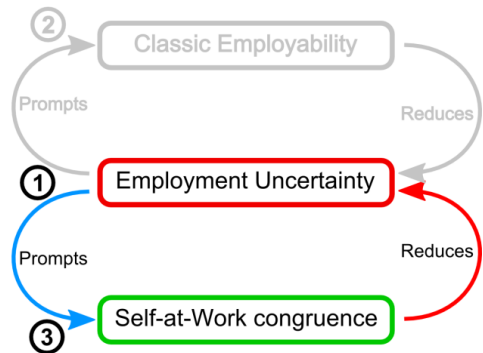 2
Classic Employability
Prompts
Reduces
1
Employment Uncertainty
Prompts
Reduces
3
Self-at-Work congruence